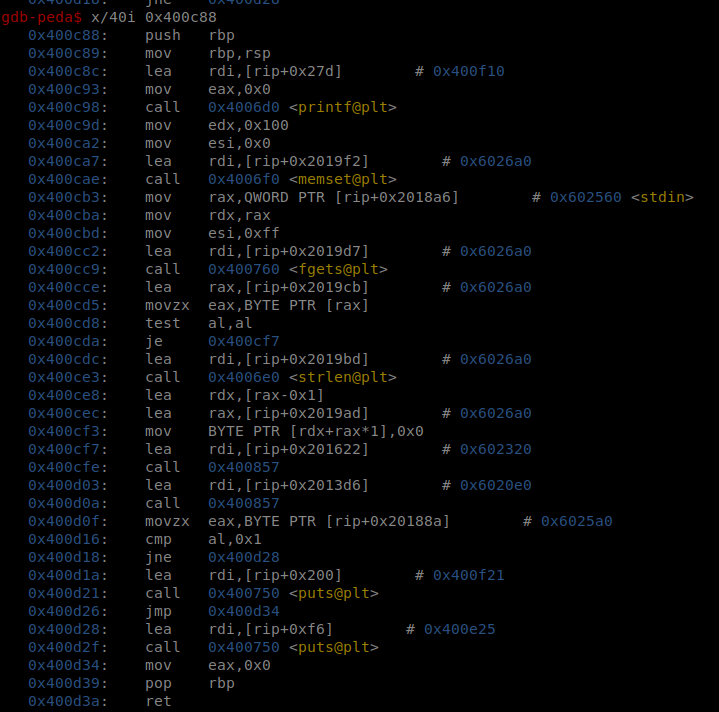 0x400d18: jne 0x400d28
gdb-peda$ x/40i 0x400c88
0x400c88: push rbp
0x400c89: mov rbp,rsp
0x400c8c: lea rdi,[rip+0x27d] # 0x400f10
0x400c93: mov eax,0x0
0x400c98: call 0x4006d0 <printf@plt>
0x400c9d: mov edx,0x100
0x400ca2: mov esi,0x0
0x400ca7: lea rdi,[rip+0x2019f2] # 0x6026a0
0x400cae: call 0x4006f0 <memset@plt>
0x400cb3: mov rax,QWORD PTR [rip+0x2018a6] # 0x602560 <stdin>
0x400cba: mov rdx,rax
0x400cbd: mov esi,0xff
0x400cc2: lea rdi,[rip+0x2019d7] # 0x6026a0
0x400cc9: call 0x400760 <fgets@plt>
0x400cce: lea rax,[rip+0x2019cb] # 0x6026a0
0x400cd5: movzx eax,BYTE PTR [rax]
0x400cd8: test al,al
0x400cda: je 0x400cf7
0x400cdc: lea rdi,[rip+0x2019bd] # 0x6026a0
0x400ce3: call 0x4006e0 <strlen@plt>
0x400ce8: lea rdx,[rax-0x1]
0x400cec: lea rax,[rip+0x2019ad] # 0x6026a0
0x400cf3: mov BYTE PTR [rdx+rax*1],0x0
0x400cf7: lea rdi,[rip+0x201622] # 0x602320
0x400cfe: call 0x400857
0x400d03: lea rdi,[rip+0x2013d6] # 0x6020e0
0x400d0a: call 0x400857
0x400d0f: movzx eax,BYTE PTR [rip+0x20188a] # 0x6025a0
0x400d16: cmp al,0x1
0x400d18: jne 0x400d28
0x400d1a: lea rdi,[rip+0x200] # 0x400f21
0x400d21: call 0x400750 <puts@plt>
0x400d26: jmp 0x400d34
0x400d28: lea rdi,[rip+0xf6] # 0x400e25
0x400d2f: call 0x400750 <puts@plt>
0x400d34: mov eax,0x0
0x400d39: pop rbp
0x400d3a: ret